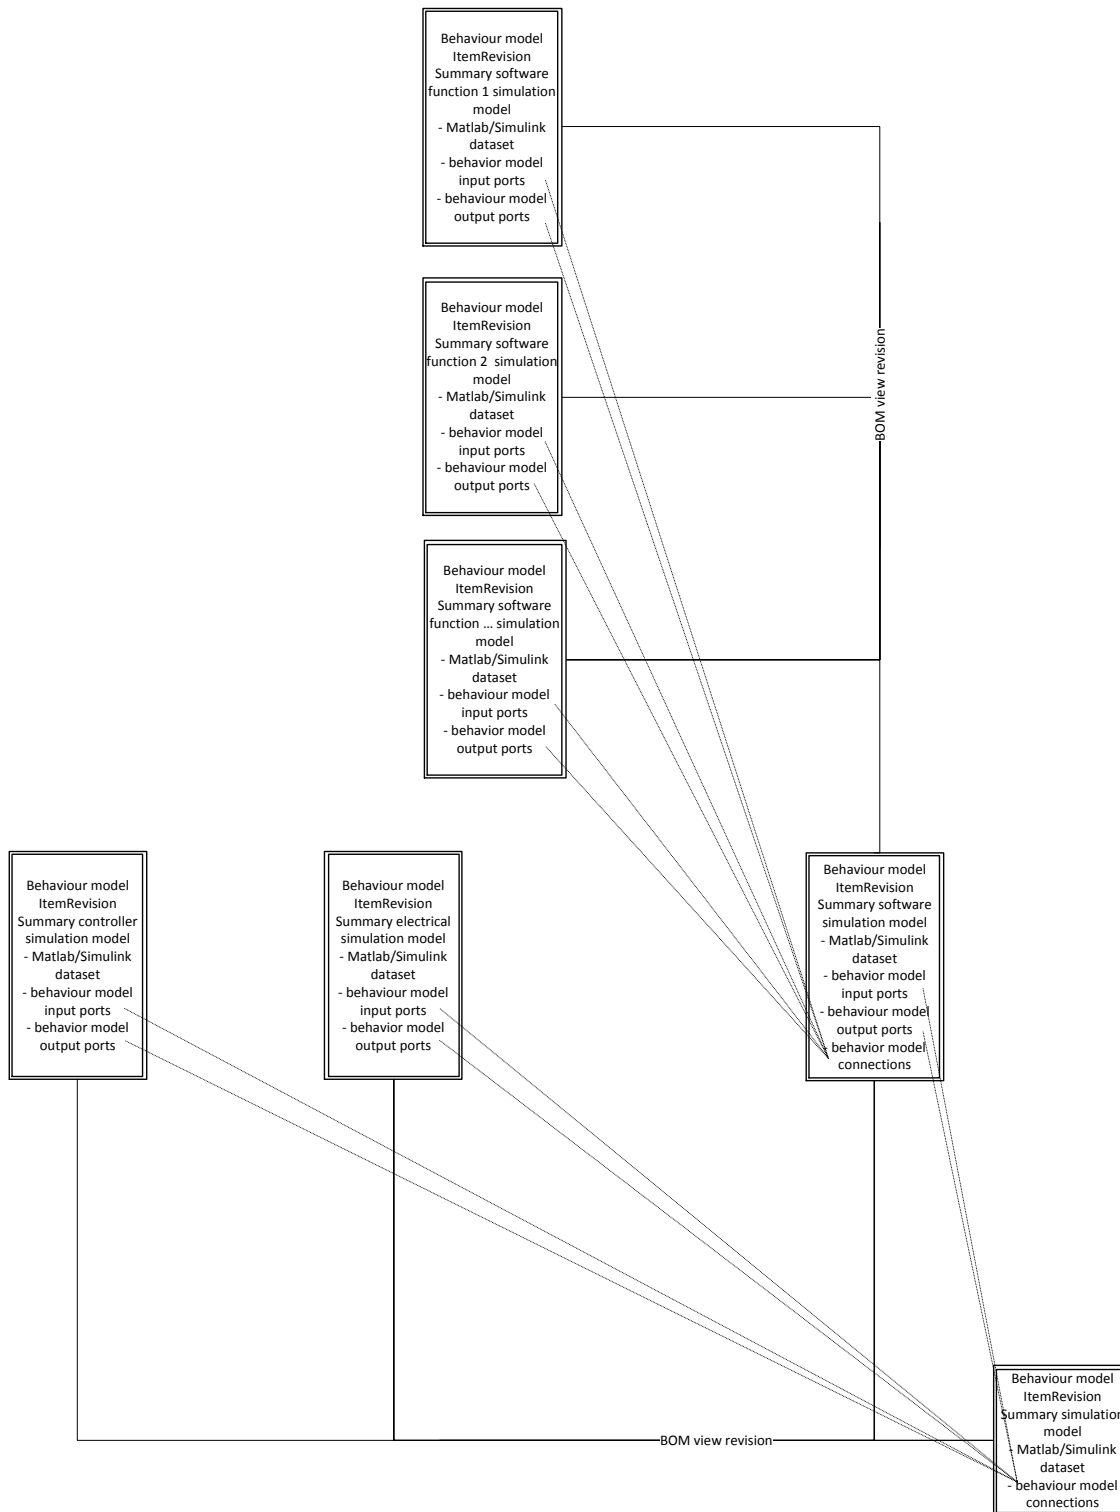 Behaviour model
ItemRevision
Summary software
function 1 simulation
model
- Matlab/Simulink
dataset
- behavior model
input ports
- behaviour model
output ports
Behaviour model
ItemRevision
Summary software
function 2  simulation
model
- Matlab/Simulink
dataset
- behavior model
input ports
- behaviour model
output ports
BOM view revision
Behaviour model
ItemRevision
Summary software
function ... simulation
model
- Matlab/Simulink
dataset
- behaviour model
input ports
- behavior model
output ports
Behaviour model
ItemRevision
Summary controller
simulation model
- Matlab/Simulink
dataset
- behaviour model
input ports
- behavior model
output ports
Behaviour model
ItemRevision
Summary electrical
simulation model
- Matlab/Simulink
dataset
- behaviour model
input ports
- behavior model
output ports
Behaviour model
ItemRevision
Summary software
simulation model
- Matlab/Simulink
dataset
- behavior model
input ports
- behaviour model
output ports
- behavior model
connections
BOM view revision
Behaviour model
ItemRevision
Summary simulation
model
- Matlab/Simulink
dataset
- behaviour model
connections